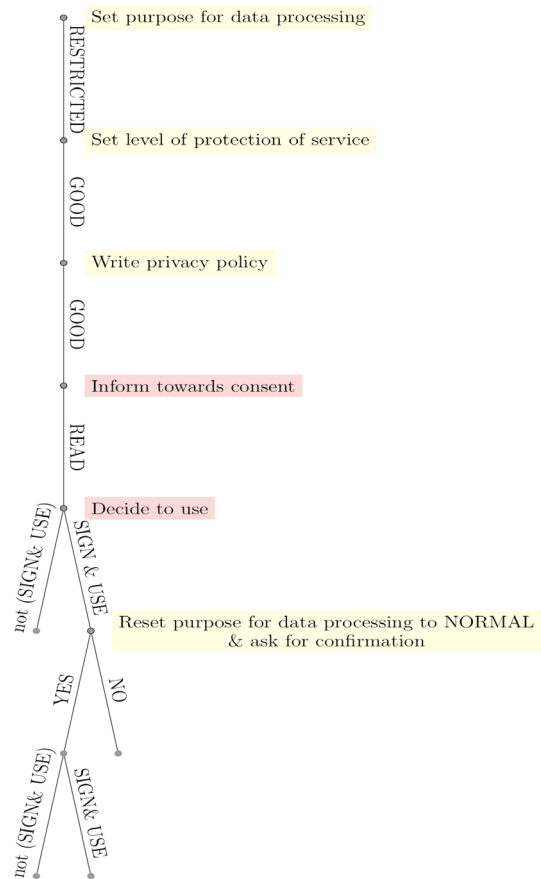 Set purpose for data processing
RESTRICTED
Set level of protection of service
GOOD
Write privacy policy
GOOD
Inform towards consent
READ
Decide to use
not (SIGN& USE)
SIGN & USE
Reset purpose for data processing to NORMAL
& ask for confirmation
YES
NO
not (SIGN& USE)
SIGN& USE